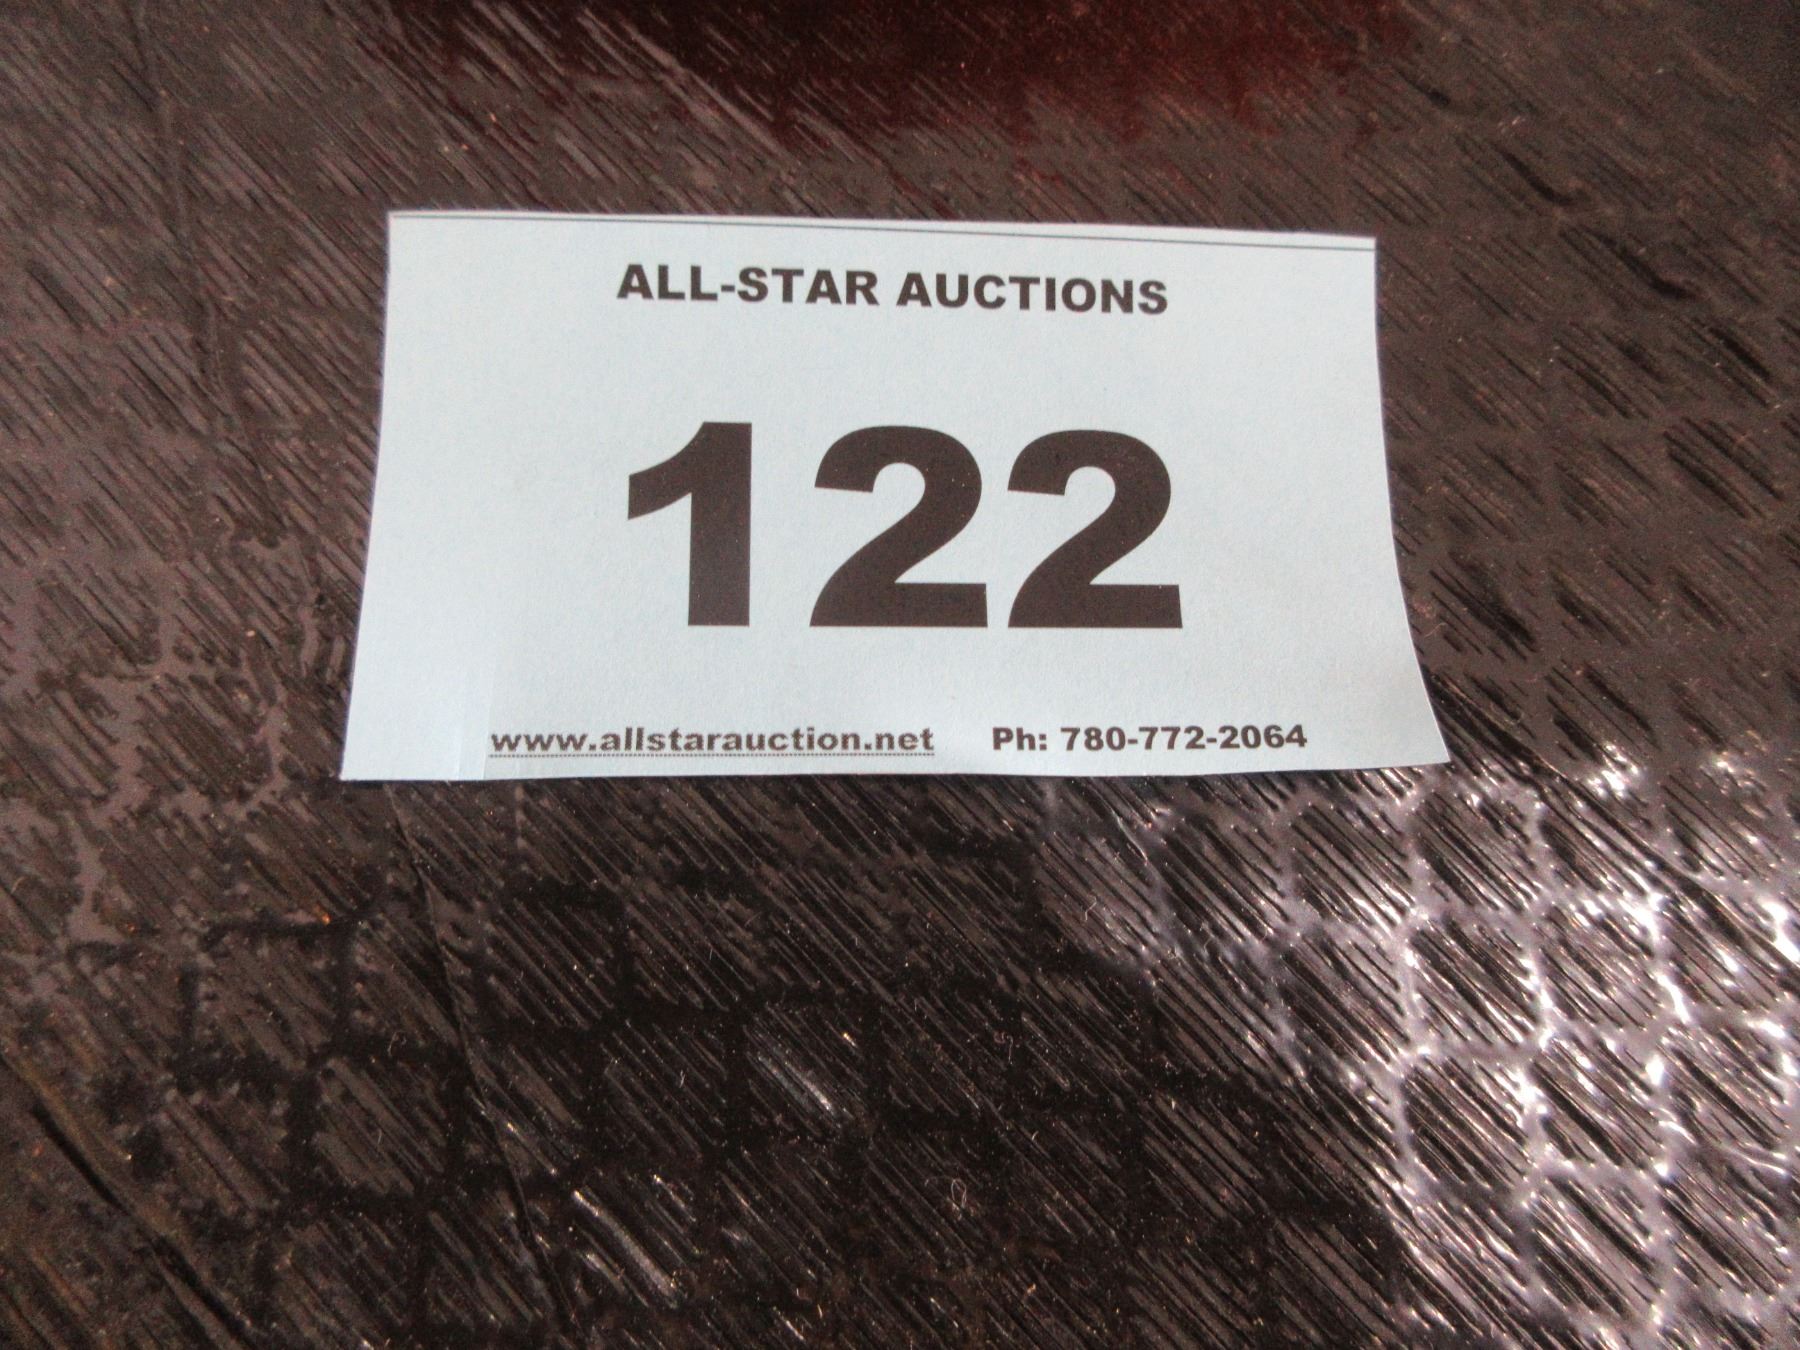 ALL-STAR AUCTIONS
122
www.allstarauction.net Ph: 780-772-2064